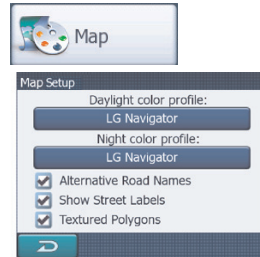 Map
Map Setup
Daylight color profile:
LG Navigator
Night color profile:
LG Navigator
Alternative Road Names
Show Street Labels
Textured Polygons